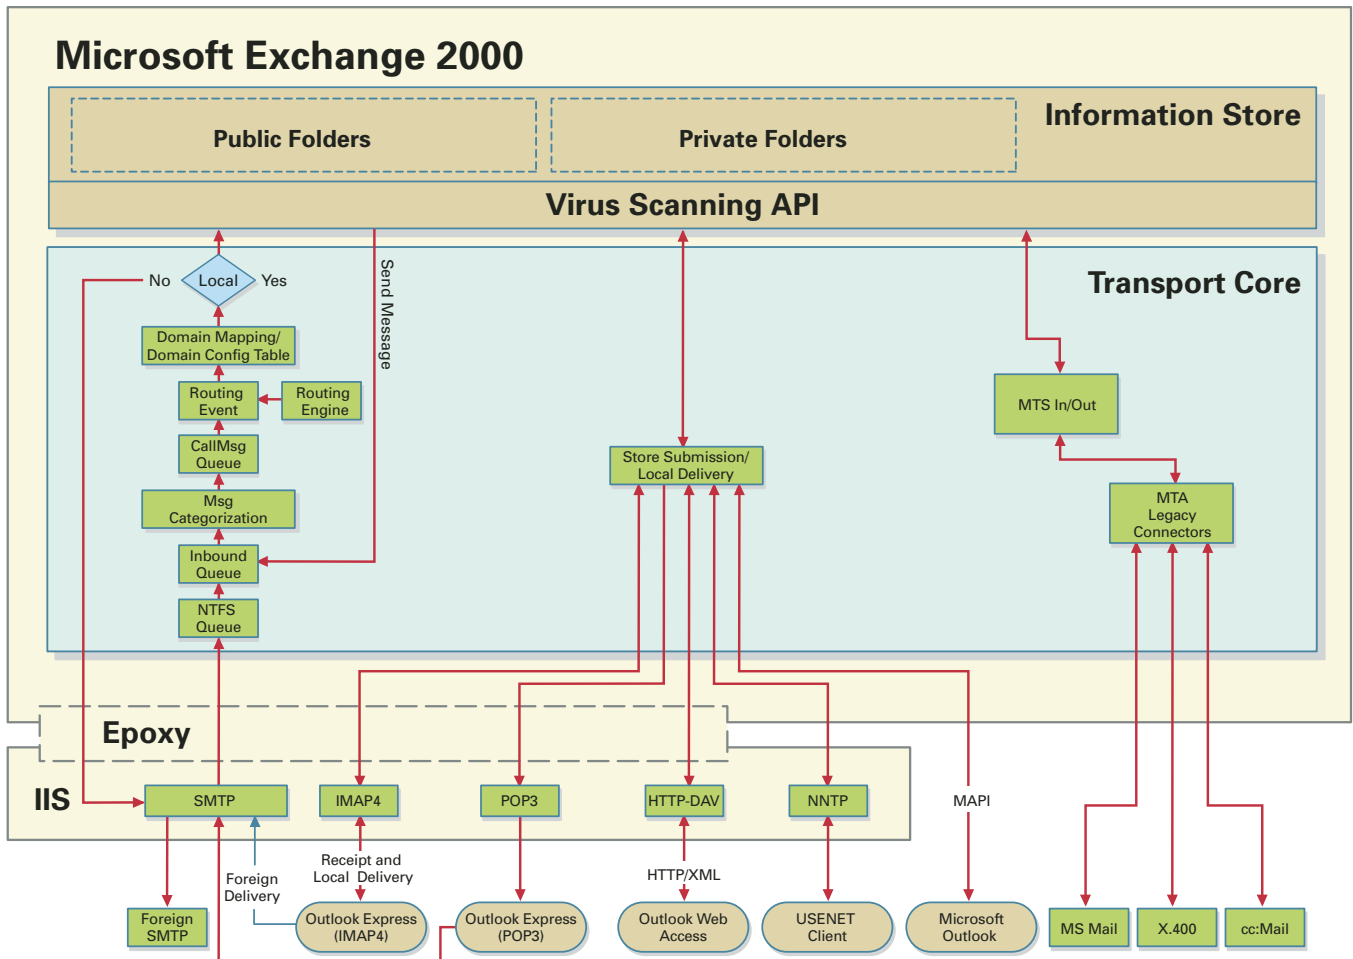 Microsoft Exchange 2000
Information Store
Public Folders
Private Folders
Virus Scanning API
Transport Core
No
Local
Yes
Send Message
Domain Mapping/
Domain Config Table
Routing
Event
Routing
Engine
MTS In/Out
CallMsg
Queue
Store Submission/
Local Delivery
Msg
Categorization
MTA
Legacy
Connectors
Inbound
Queue
NTFS
Queue
Epoxy
IIS
SMTP
IMAP4
POP3
HTTP-DAV
NNTP
MAPI
Receipt and
Local Delivery
Foreign
Delivery
HTTP/XML
Foreign
SMTP
Outlook Express
(IMAP4)
Outlook Express
(POP3)
Outlook Web
Access
USENET
Client
Microsoft
Outlook
MS Mail
X.400
cc:Mail